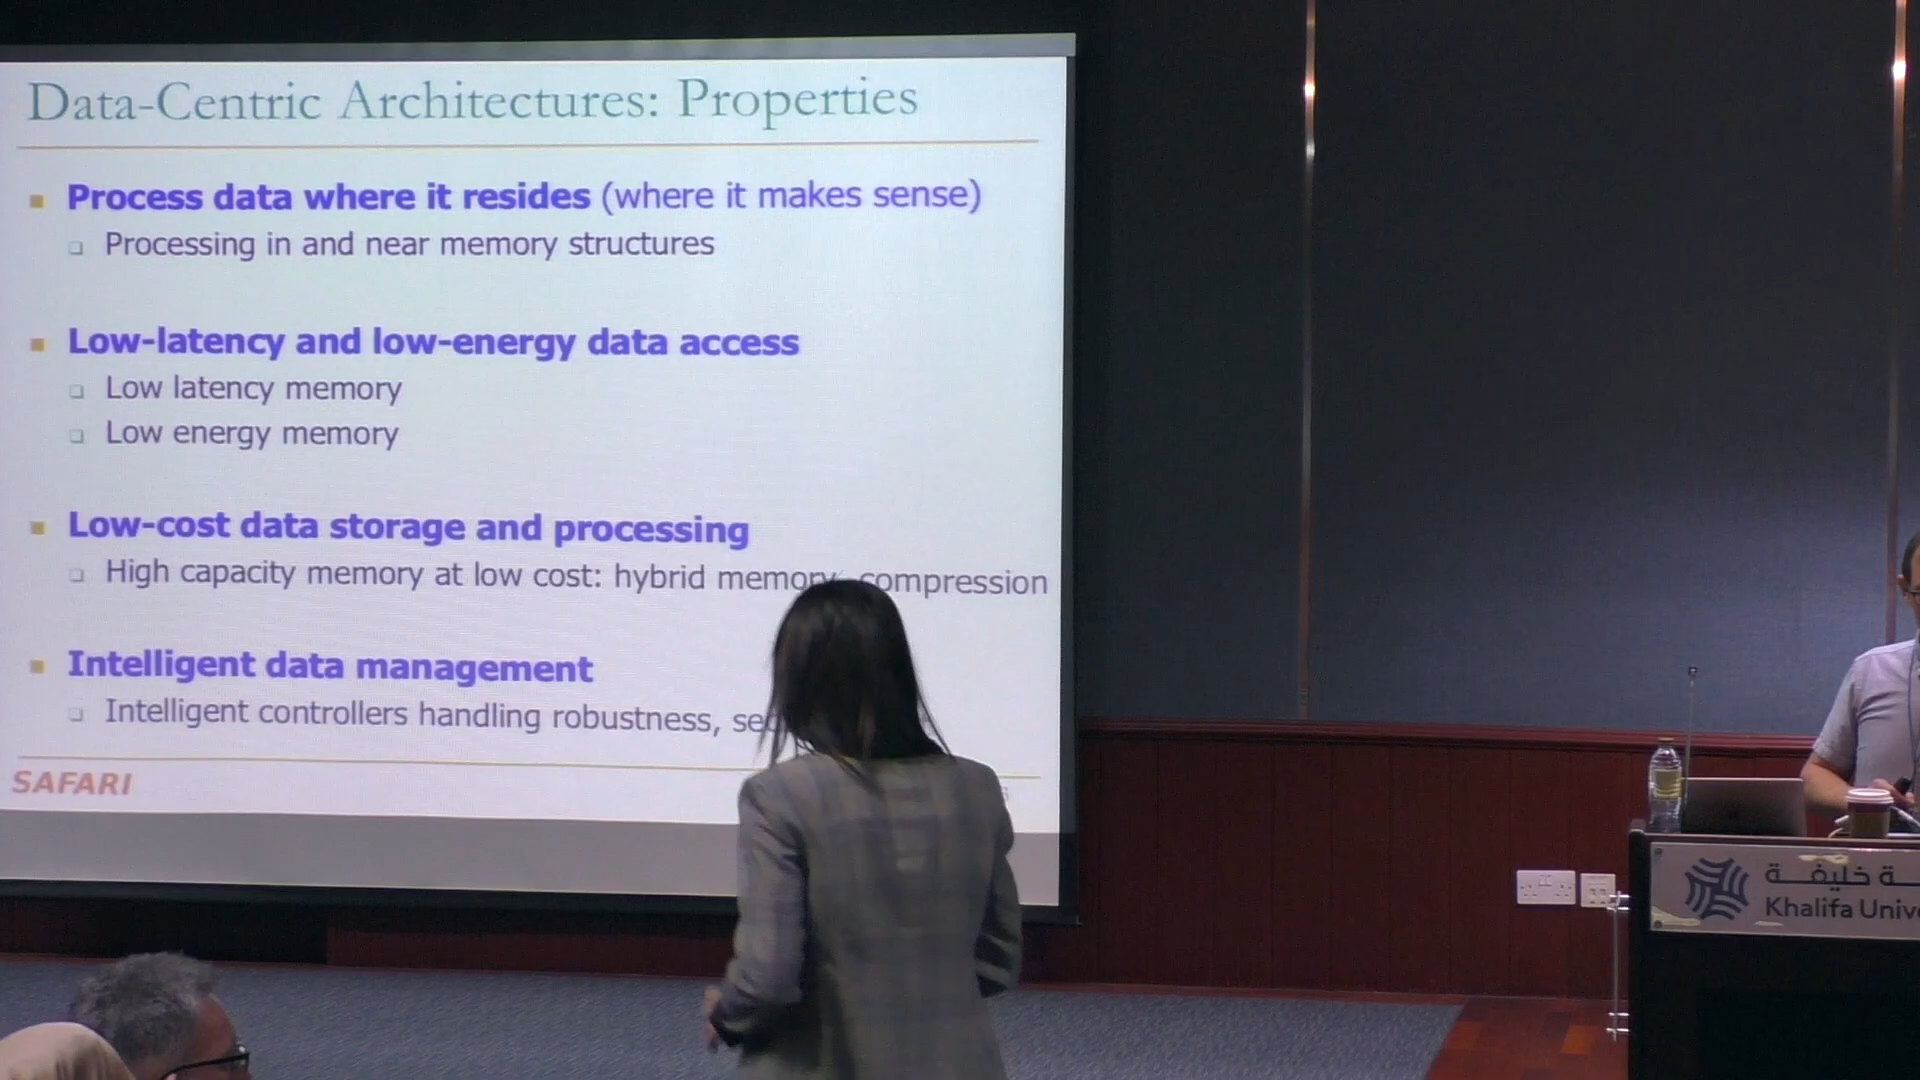 Data-Centric Architectures: Properties
Process data where it resides (where it makes sense)
Processing in and near memory structures
Low-latency and low-energy data access
Low latency memory
Low energy memory
Low-cost data storage and processing
High capacity memory at low cost: hybrid memory, compression
Intelligent data management
Intelligent controllers handling robustness,
SAFARI
خليفة
Khalifa